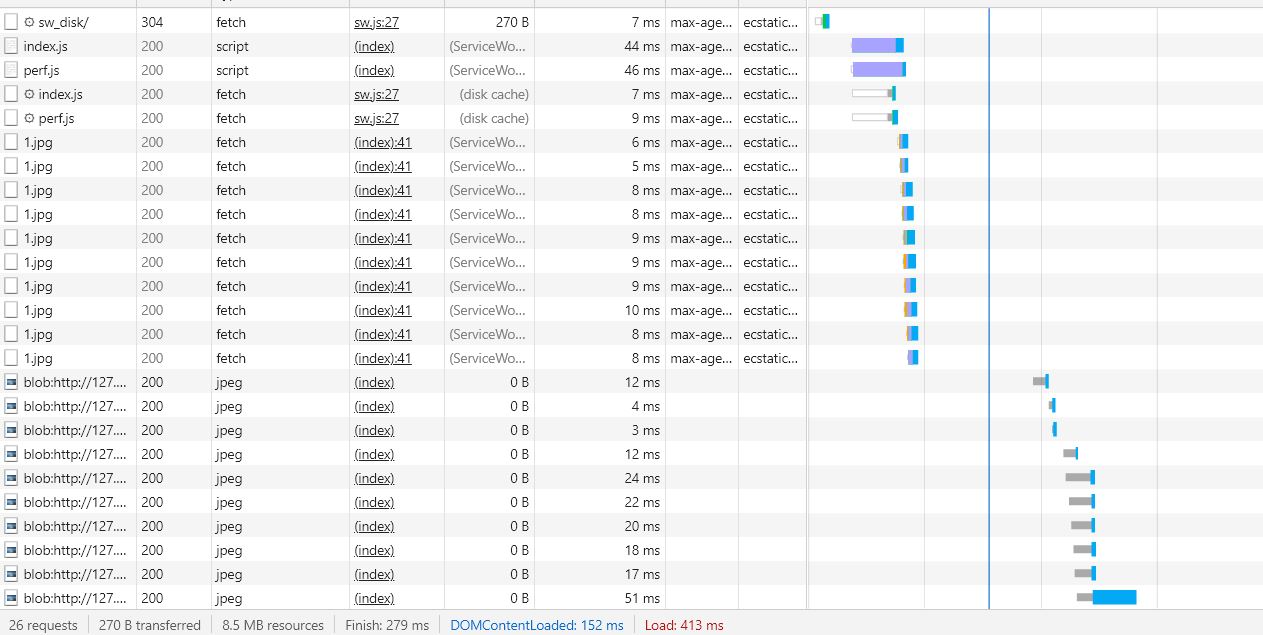 sw_disk/ 304 fetch sw.js:27 270 B 7 ms max-age... ecstatic...
index.js 200 script (index) (ServiceWo... 44 ms max-age... ecstatic...
perf.js 200 script (index) (ServiceWo... 46 ms max-age... ecstatic...
index.js 200 fetch sw.js:27 (disk cache) 7 ms max-age... ecstatic...
perf.js 200 fetch sw.js:27 (disk cache) 9 ms max-age... ecstatic...
1.jpg 200 fetch (index):41 (ServiceWo... 6 ms max-age... ecstatic...
1.jpg 200 fetch (index):41 (ServiceWo... 5 ms max-age... ecstatic...
1.jpg 200 fetch (index):41 (ServiceWo... 8 ms max-age... ecstatic...
1.jpg 200 fetch (index):41 (ServiceWo... 8 ms max-age... ecstatic...
1.jpg 200 fetch (index):41 (ServiceWo... 9 ms max-age... ecstatic...
1.jpg 200 fetch (index):41 (ServiceWo... 9 ms max-age... ecstatic...
1.jpg 200 fetch (index):41 (ServiceWo... 9 ms max-age... ecstatic...
1.jpg 200 fetch (index):41 (ServiceWo... 10 ms max-age... ecstatic...
1.jpg 200 fetch (index):41 (ServiceWo... 8 ms max-age... ecstatic...
1.jpg 200 fetch (index):41 (ServiceWo... 8 ms max-age... ecstatic...
blob:http://127.... 200 jpeg (index) 0 B 12 ms
blob:http://127.... 200 jpeg (index) 0 B 4 ms
blob:http://127.... 200 jpeg (index) 0 B 3 ms
blob:http://127.... 200 jpeg (index) 0 B 12 ms
blob:http://127.... 200 jpeg (index) 0 B 24 ms
blob:http://127.... 200 jpeg (index) 0 B 22 ms
blob:http://127.... 200 jpeg (index) 0 B 20 ms
blob:http://127.... 200 jpeg (index) 0 B 18 ms
blob:http://127.... 200 jpeg (index) 0 B 17 ms
blob:http://127.... 200 jpeg (index) 0 B 51 ms
26 requests 270 B transferred 8.5 MB resources Finish: 279 ms DOMContentLoaded: 152 ms Load: 413 ms